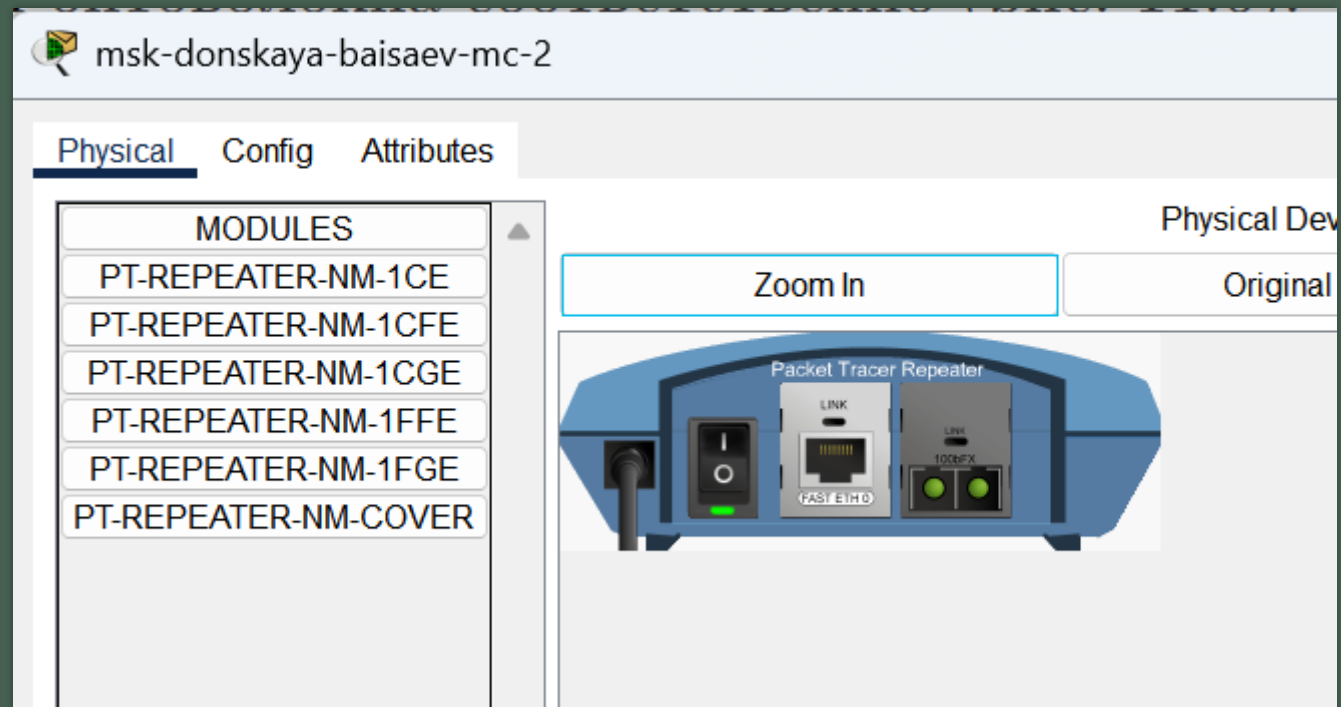 msk-donskaya-baisaev-mc-2
Physical Config Attributes
MODULES
PT-REPEATER-NM-1CE
PT-REPEATER-NM-1CFE
PT-REPEATER-NM-1CGE
PT-REPEATER-NM-1FFE
PT-REPEATER-NM-1FGE
PT-REPEATER-NM-COVER
Physical Dev
Zoom In
Original
Packet Tracer Repeater
LINK
FAST ETH 0
LINK
100bFX